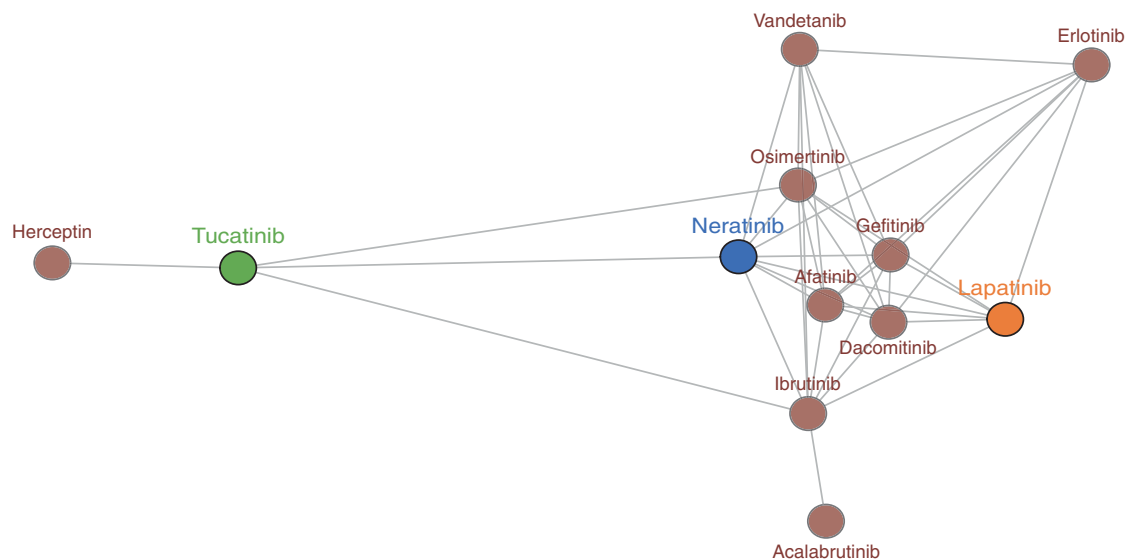 Vandetanib
Erlotinib
Osimertinib
Herceptin
Tucatinib
Neratinib
Gefitinib
Afatinib
Lapatinib
Dacomitinib
Ibrutinib
Acalabrutinib